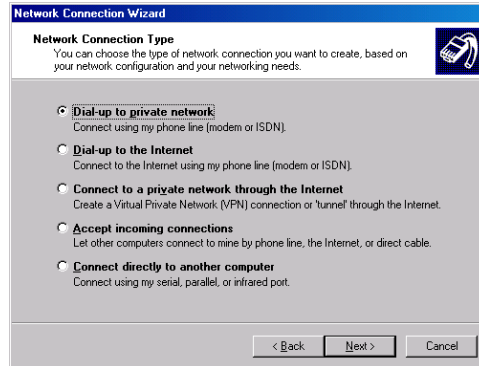 Network Connection Wizard
Network Connection Type
You can choose the type of network connection you want to create, based on
your network configuration and your networking needs.
Dial-up to private network
Connect using my phone line (modem or ISDN).
Dial-up to the Internet
Connect to the Internet using my phone line (modem or ISDN).
Connect to a private network through the Internet
Create a Virtual Private Network (VPN) connection or 'tunnel' through the Internet.
Accept incoming connections
Let other computers connect to mine by phone line, the Internet, or direct cable.
Connect directly to another computer
Connect using my serial, parallel, or infrared port.
< Back Next > Cancel